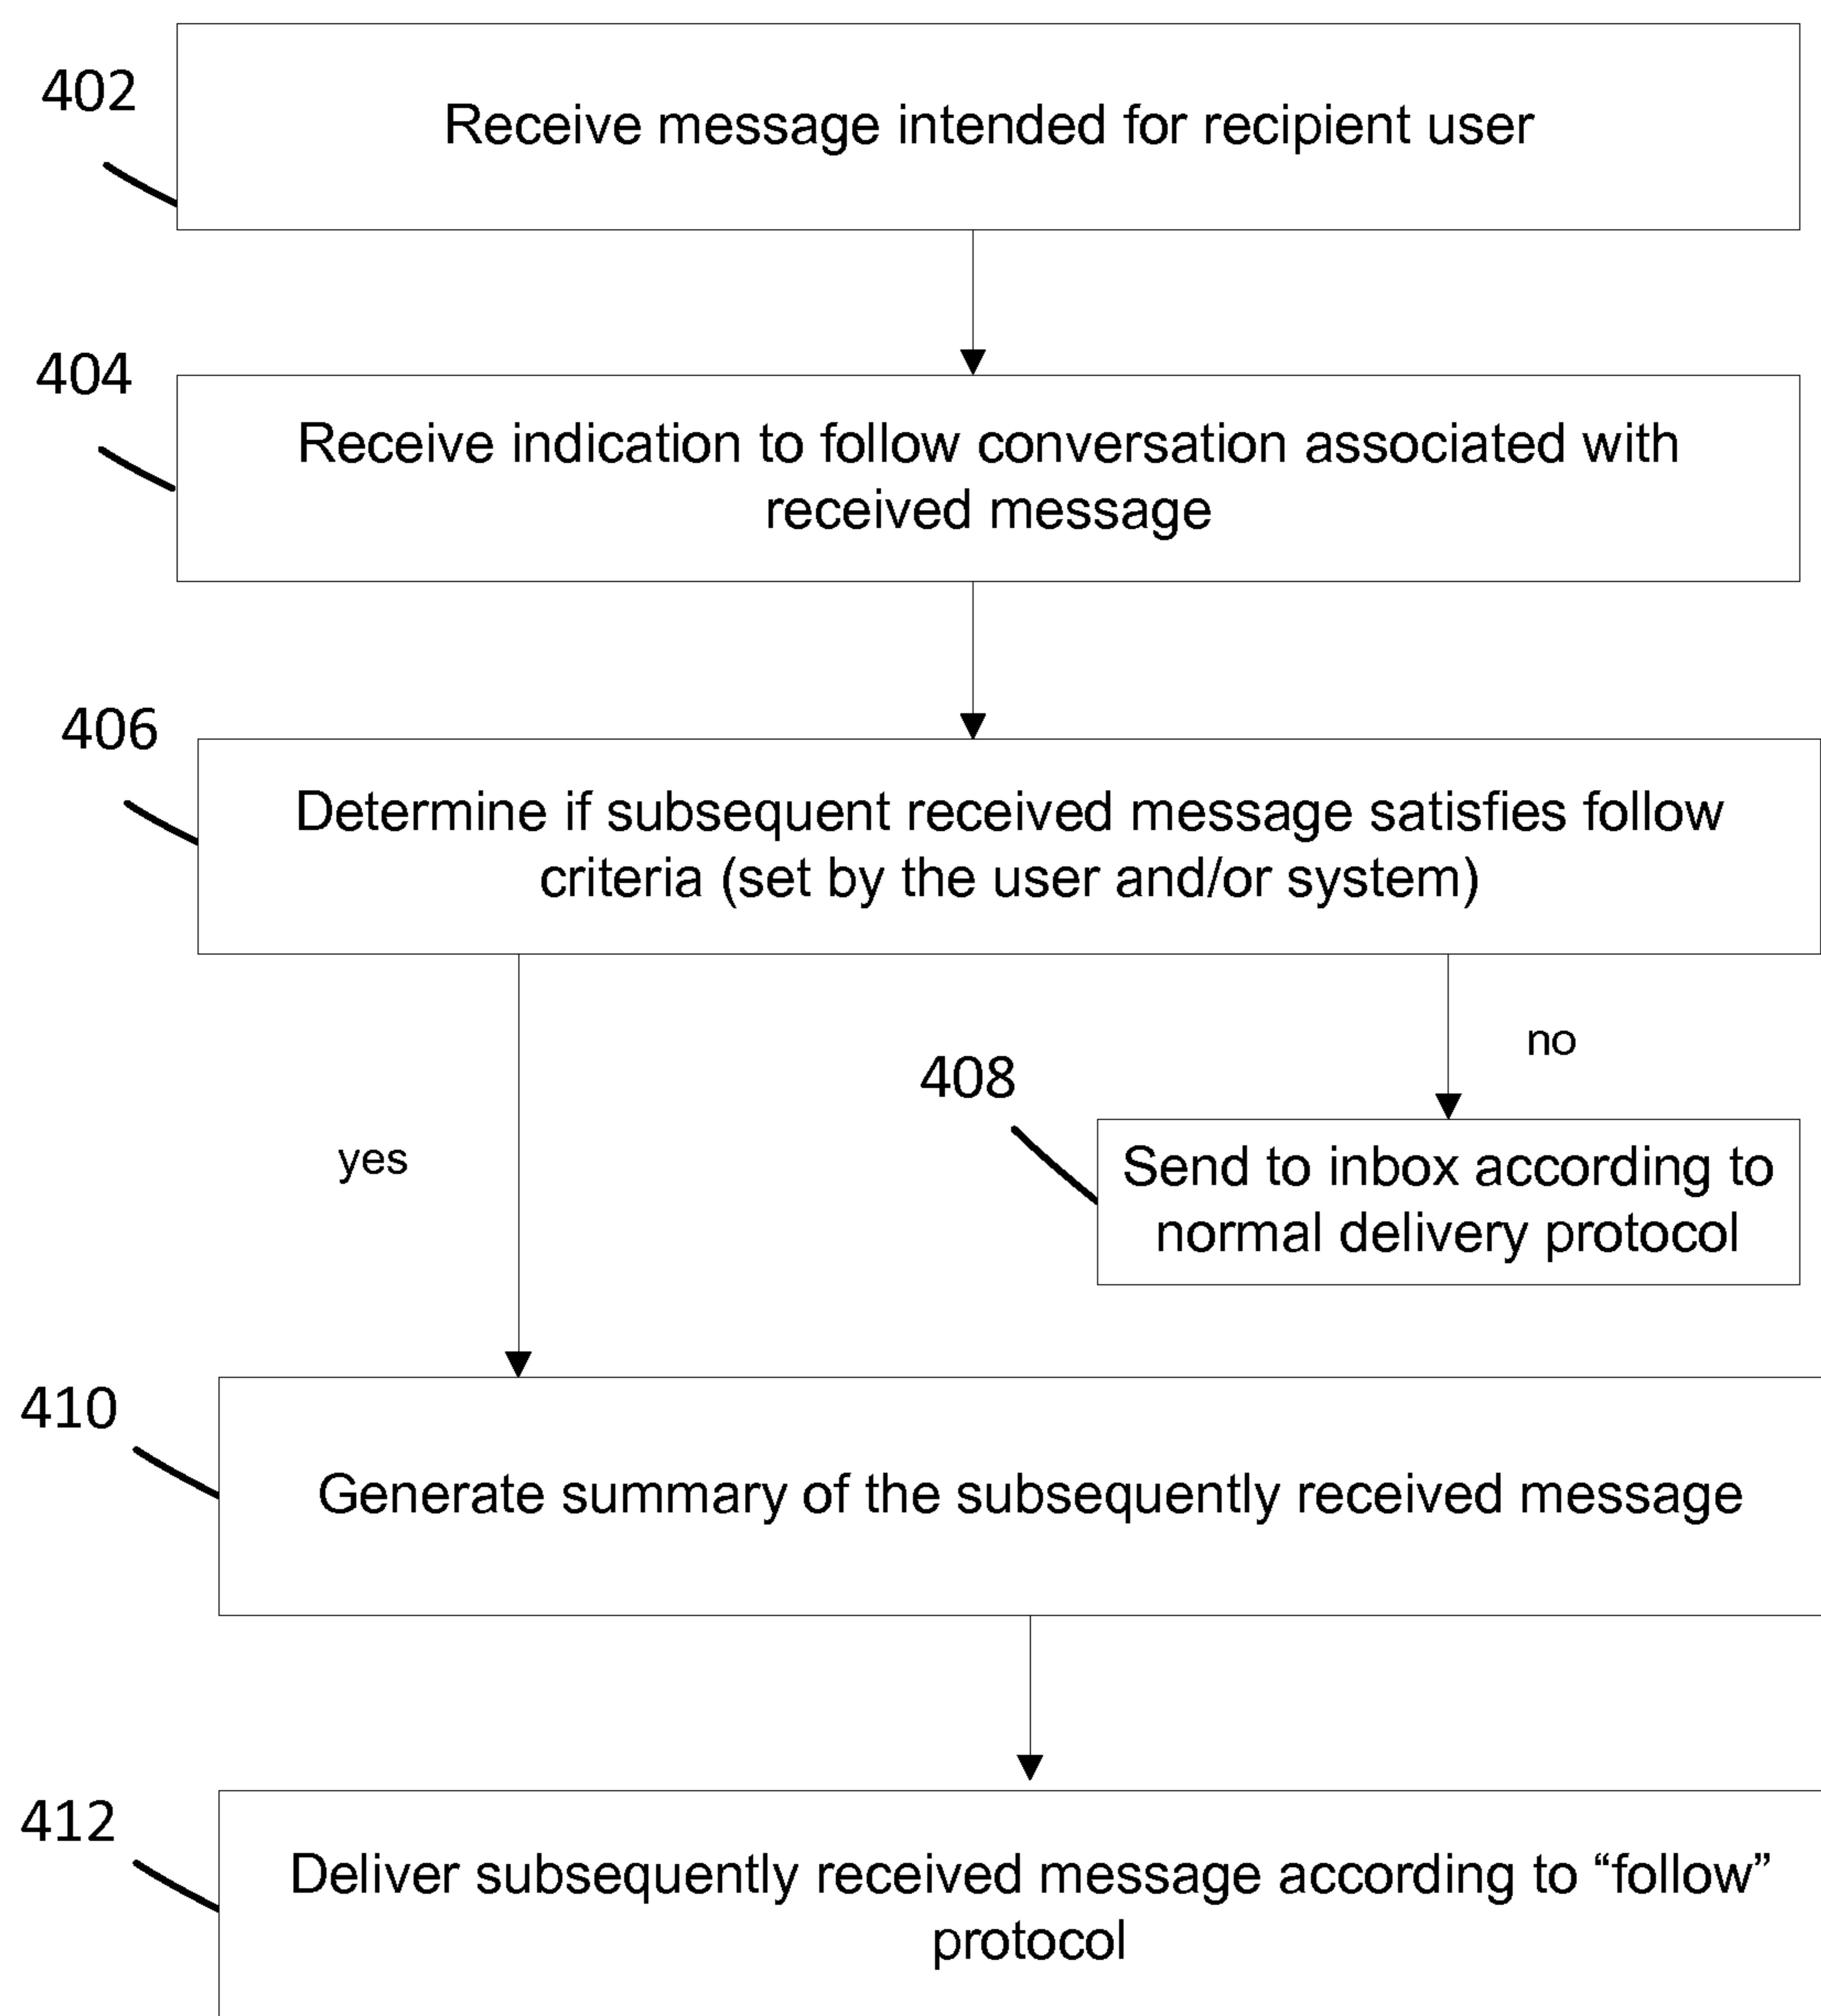 402
Receive message intended for recipient user
404
Receive indication to follow conversation associated with
received message
406
Determine if subsequent received message satisfies follow
criteria (set by the user and/or system)
no
408
yes
Send to inbox according to
normal delivery protocol
410
Generate summary of the subsequently received message
412
Deliver subsequently received message according to “follow”
protocol